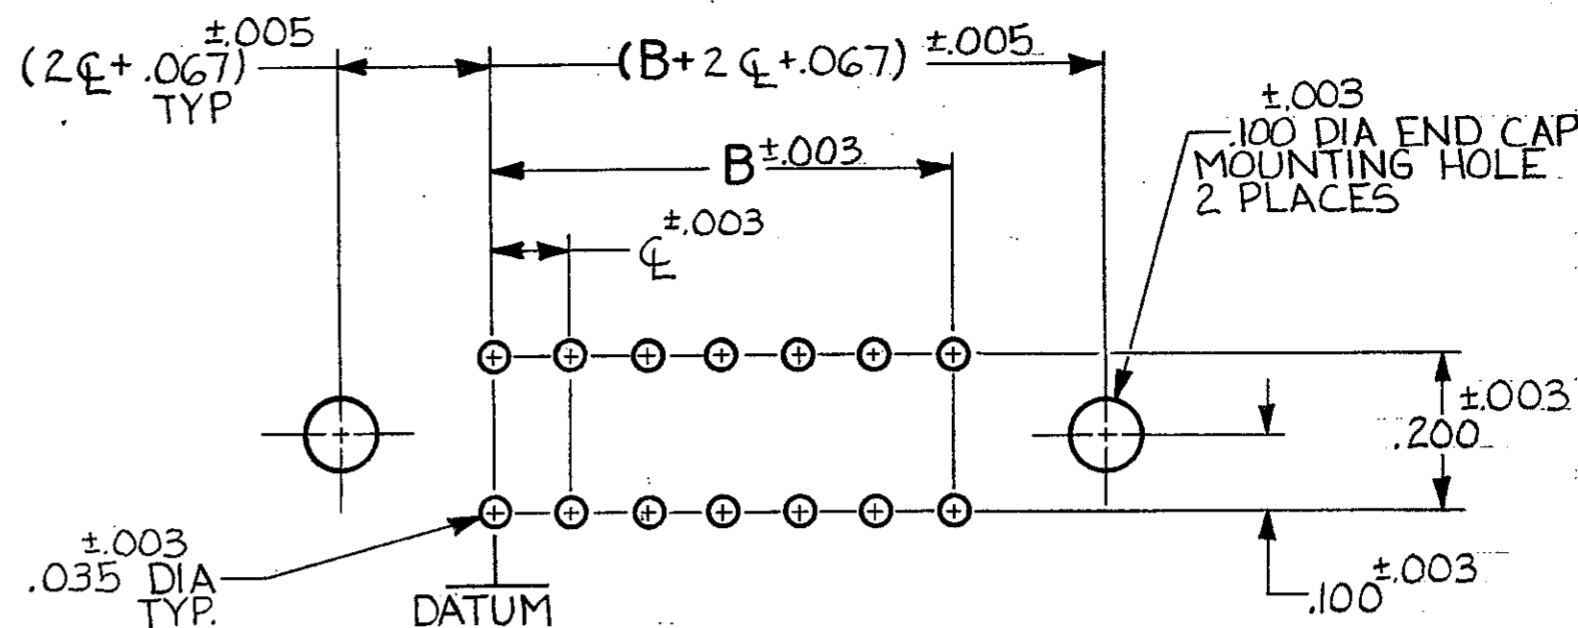 ±.005
(2℄+ .067)
TYP
(B+2 ℄+.067) ±.005
B ±.003
℄ ±.003
±.003
.100 DIA END CAP
MOUNTING HOLE
2 PLACES
±.003
.200
±.003
.035 DIA
TYP.
DATUM
.100 ±.003